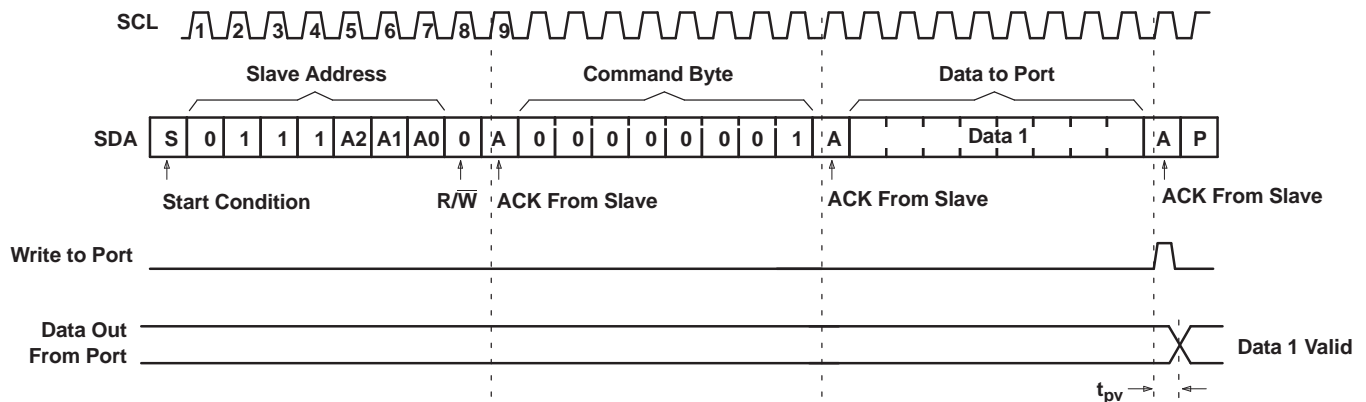 SCL 1 2 3 4 5 6 7 8 9
Slave Address Command Byte Data to Port
SDA S 0 1 1 1 A2 A1 A0 0 A 0 0 0 0 0 0 0 1 A Data 1 A P
Start Condition R/W̅ ACK From Slave ACK From Slave ACK From Slave
Write to Port
Data Out
From Port
Data 1 Valid
tpv